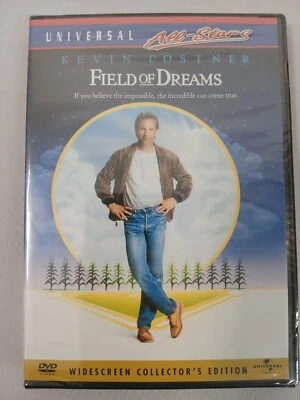 UNIVERSAL All-Stars
KEVIN COSTNER
FIELD OF DREAMS
If you believe the impossible, the incredible can come true.
DVD
VIDEO
WIDESCREEN COLLECTOR'S EDITION
UNIVERSAL